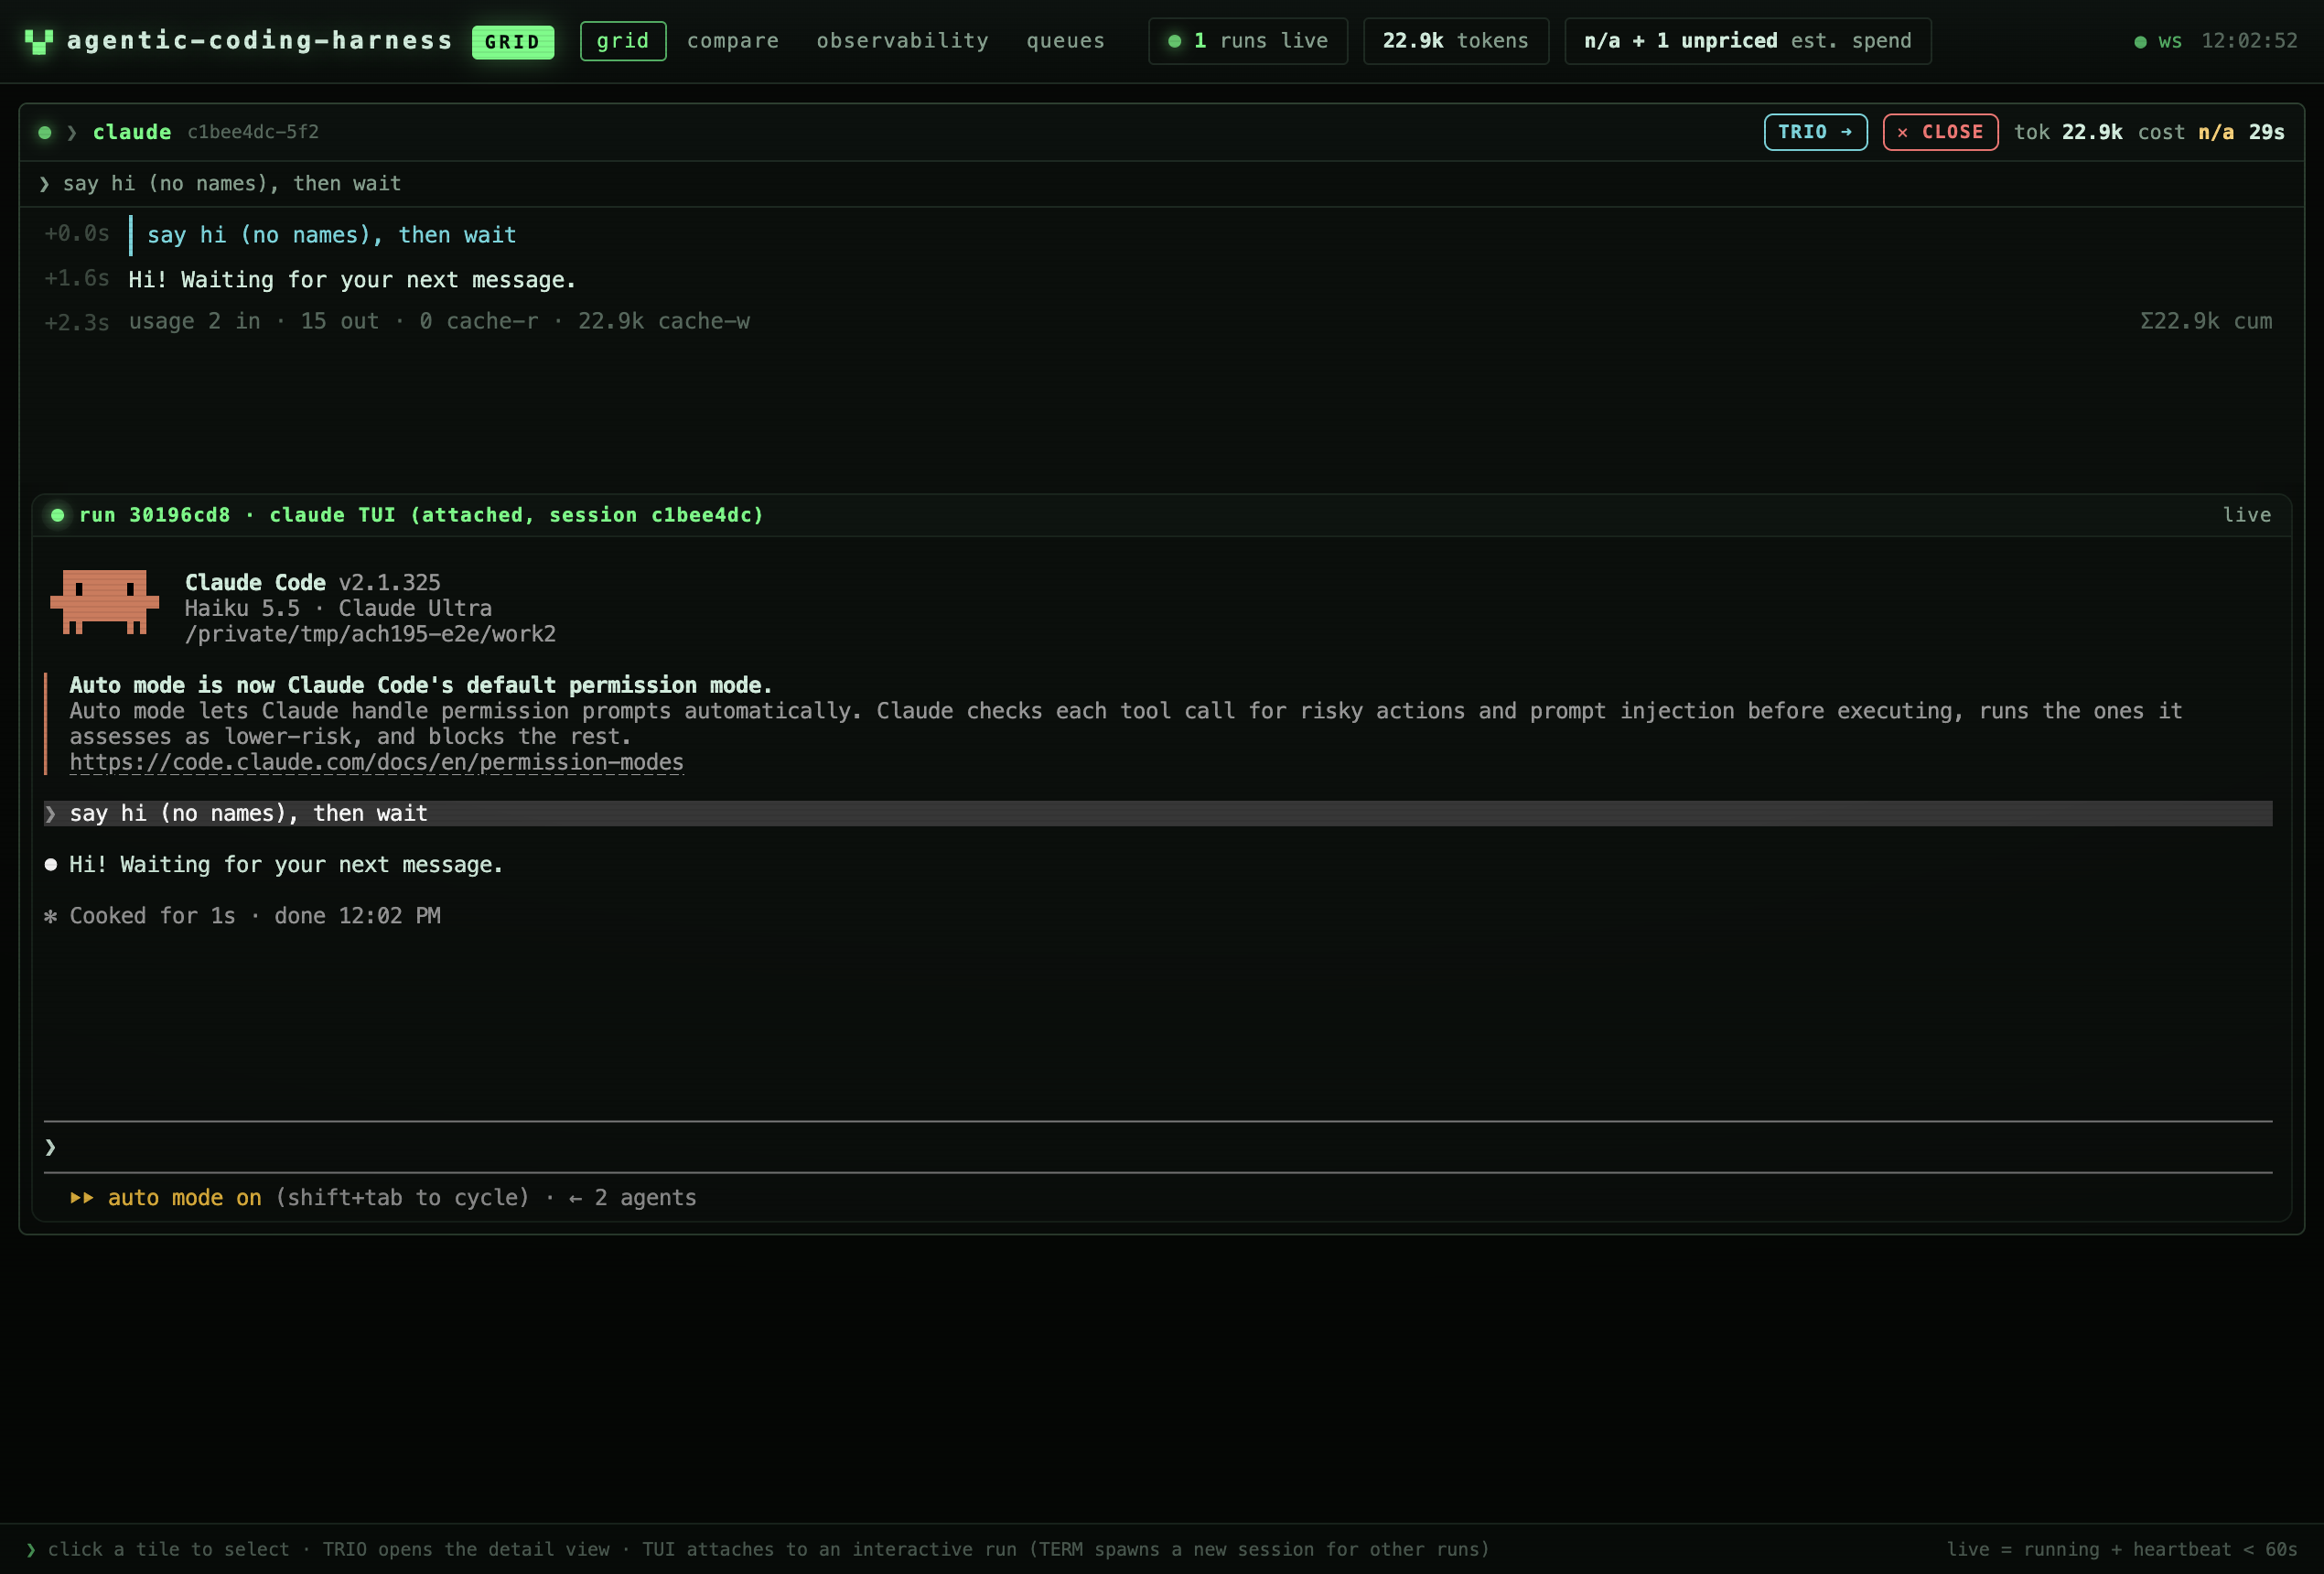 agentic-coding-harness GRID grid compare observability queues ● 1 runs live 22.9k tokens n/a + 1 unpriced est. spend ● ws 12:02:52
● ❯ claude c1bee4dc-5f2 TRIO → × CLOSE tok 22.9k cost n/a 29s
❯ say hi (no names), then wait
+0.0s say hi (no names), then wait
+1.6s Hi! Waiting for your next message.
+2.3s usage 2 in · 15 out · 0 cache-r · 22.9k cache-w Σ22.9k cum
● run 30196cd8 · claude TUI (attached, session c1bee4dc) live
Claude Code v2.1.325
Haiku 5.5 · Claude Ultra
/private/tmp/ach195-e2e/work2
Auto mode is now Claude Code's default permission mode.
Auto mode lets Claude handle permission prompts automatically. Claude checks each tool call for risky actions and prompt injection before executing, runs the ones it
assesses as lower-risk, and blocks the rest.
https://code.claude.com/docs/en/permission-modes
❯ say hi (no names), then wait
● Hi! Waiting for your next message.
✻ Cooked for 1s · done 12:02 PM
❯
⏵⏵ auto mode on (shift+tab to cycle) · ← 2 agents
❯ click a tile to select · TRIO opens the detail view · TUI attaches to an interactive run (TERM spawns a new session for other runs) live = running + heartbeat < 60s